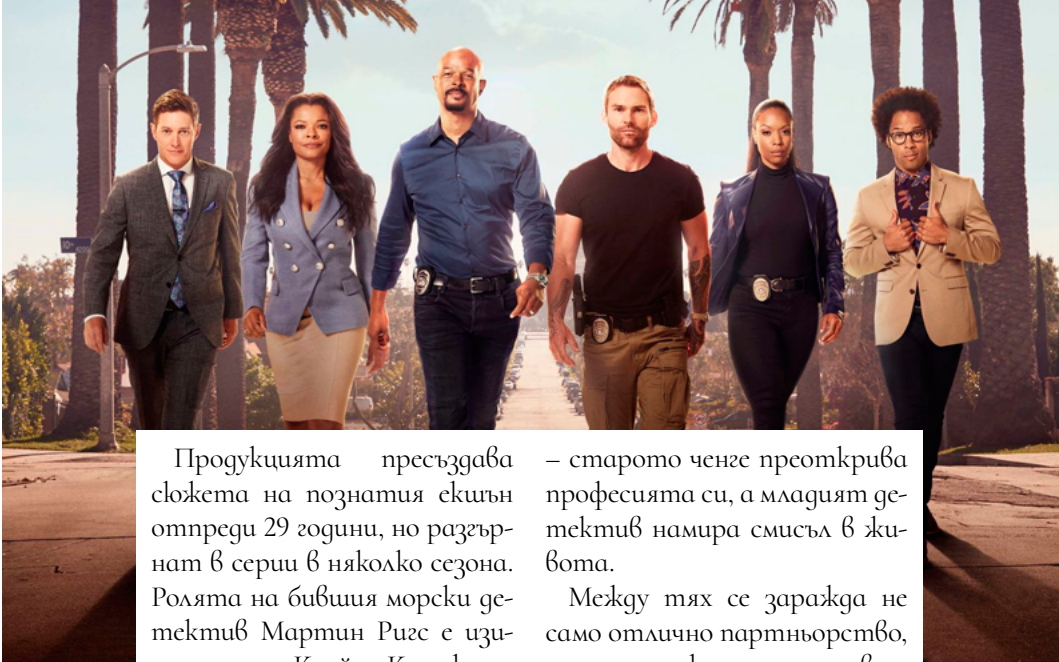 Продукцията пресъздава
сюжета на познатия екшън
отпреди 29 години, но разгър-
нат в серии в няколко сезона.
Ролята на бившия морски де-
тектив Мартин Ригс е изи-
– старото ченге преоткрива
професията си, а младият де-
тектив намира смисъл в жи-
вота.
Между тях се заражда не
само отлично партньорство,